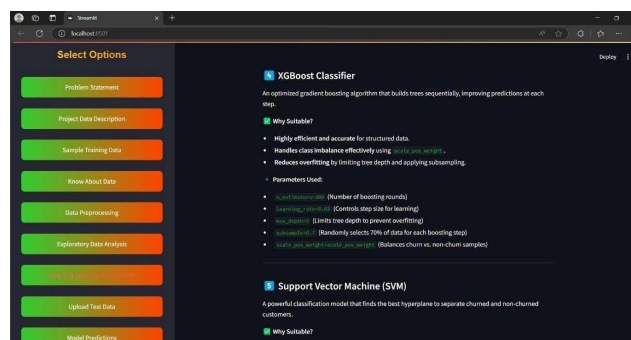 Streamlit
localhost:8501
Deploy
Select Options
Problem Statement
Project Data Description
Sample Training Data
Know About Data
Data Preprocessing
Exploratory Data Analysis
Upload Test Data
Model Predictions
4 XGBoost Classifier
An optimized gradient boosting algorithm that builds trees sequentially, improving predictions at each
step.
Why Suitable?
Highly efficient and accurate for structured data.
Handles class imbalance effectively using scale_pos_weight.
Reduces overfitting by limiting tree depth and applying subsampling.
Parameters Used:
n_estimators=300 (Number of boosting rounds)
learning_rate=0.03 (Controls step size for learning)
(Limits tree depth to prevent overfitting)
subsample=0.7 (Randomly selects 70% of data for each boosting step)
scale_pos_weight=scale_pos_weight (Balances churn vs. non-churn samples)
5 Support Vector Machine (SVM)
A powerful classification model that finds the best hyperplane to separate churned and non-churned
customers.
Why Suitable?